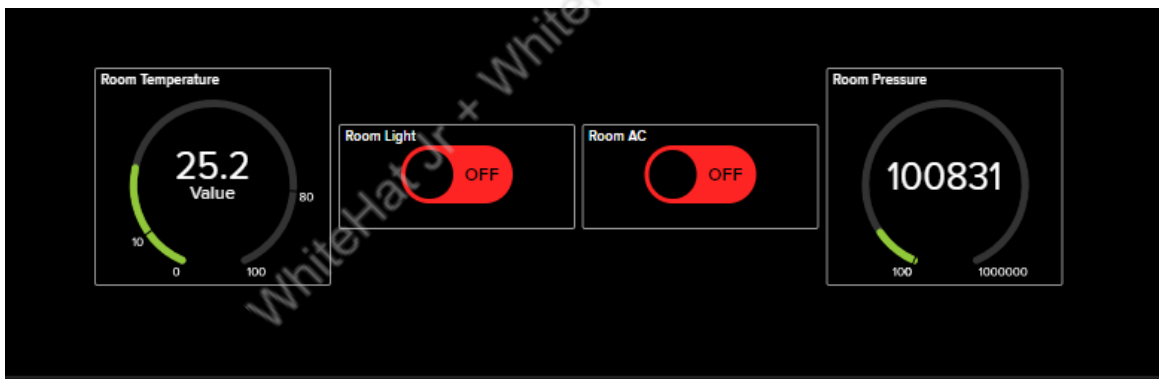 Room Temperature
25.2
Value
10
80
0
100
Room Light
OFF
Room AC
OFF
Room Pressure
100831
100
1000000
WhiteHat Jr + White